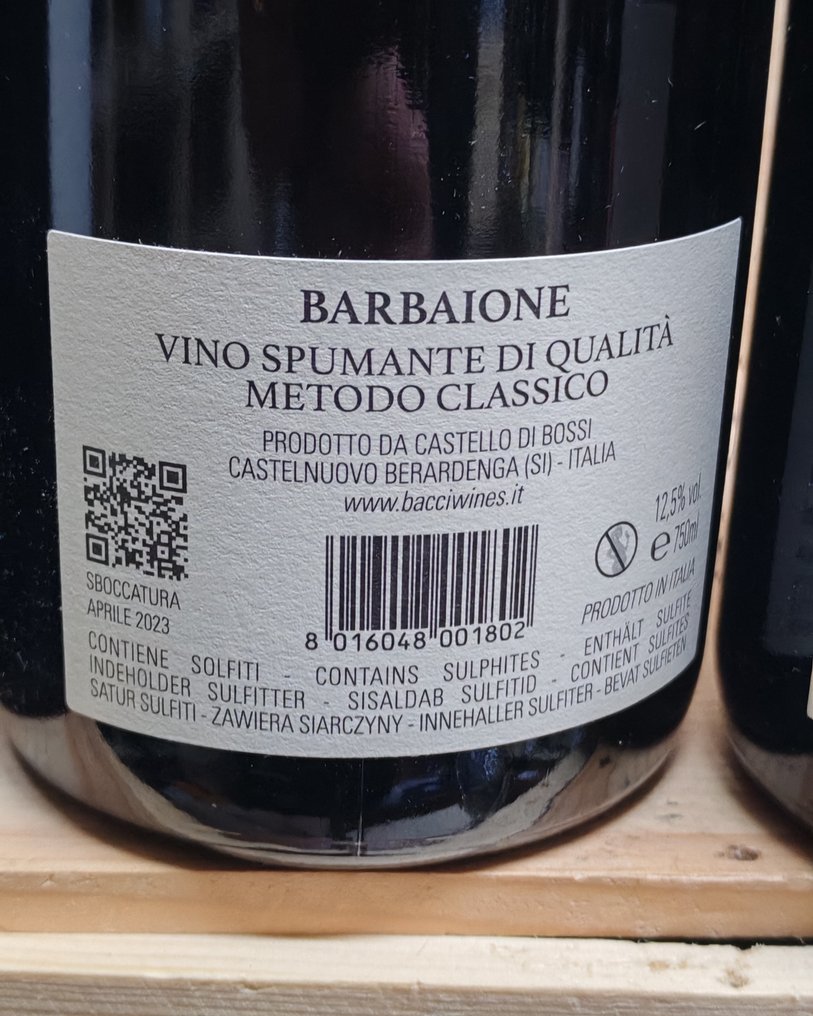 BARBAIONE
VINO SPUMANTE DI QUALITÀ
METODO CLASSICO
PRODOTTO DA CASTELLO DI BOSSI
CASTELNUOVO BERARDENGA (SI) - ITALIA
www.bacciwines.it
12,5% vol.
e 750ml
PRODOTTO IN ITALIA
SBOCCATURA
APRILE 2023
8 016048 001802
CONTIENE SOLFITI - CONTAINS SULPHITES - ENTHÄLT SULFITE
INDEHOLDER SULFITTER - SISALDAB SULFITID - CONTIENT SULFITES
SATUR SULFITI - ZAWIERA SIARCZYNY - INNEHALLER SULFITER - BEVAT SULFIETEN